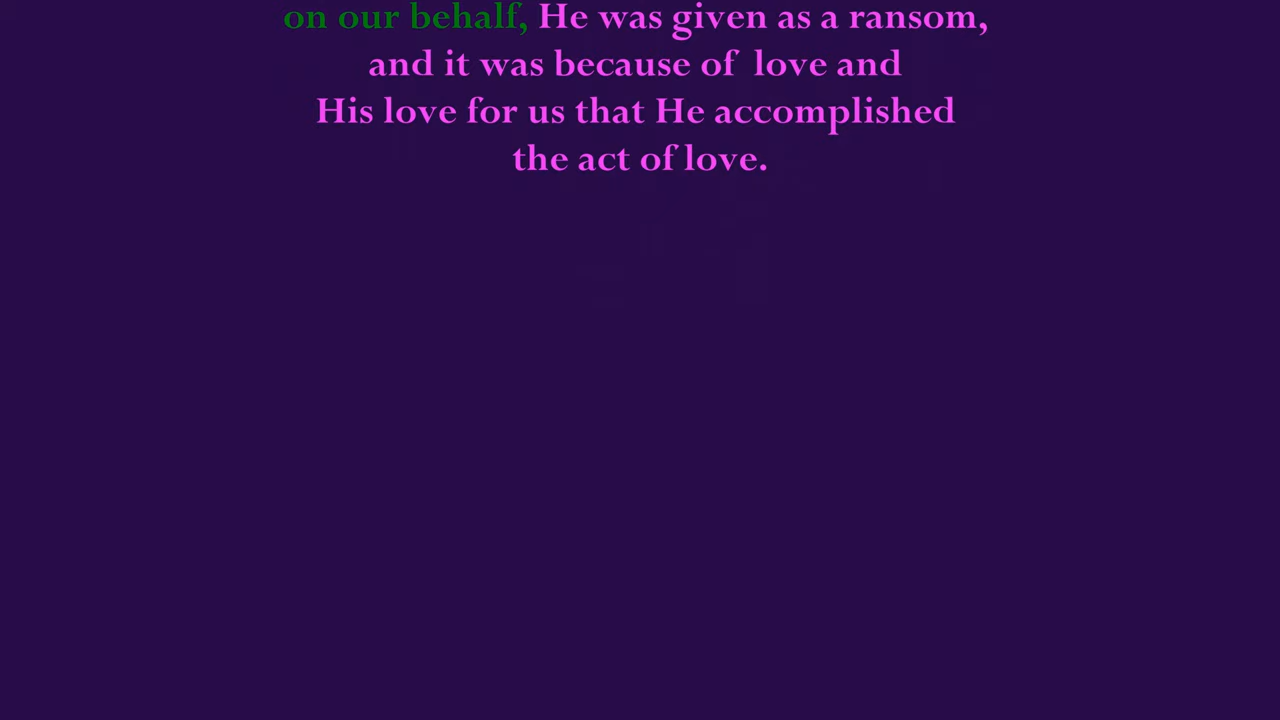 on our behalf, He was given as a ransom,
and it was because of love and
His love for us that He accomplished
the act of love.